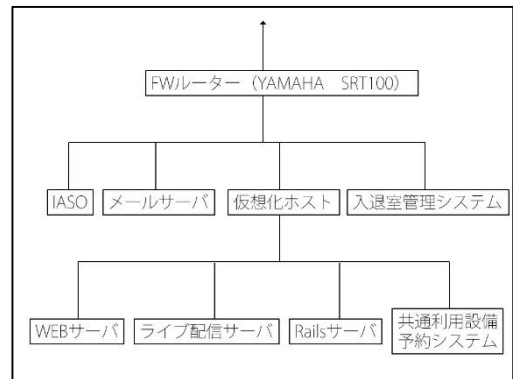 FWルーター（YAMAHA　SRT100）
IASO
メールサーバ
仮想化ホスト
入退室管理システム
WEBサーバ
ライブ配信サーバ
Railsサーバ
共通利用設備
予約システム